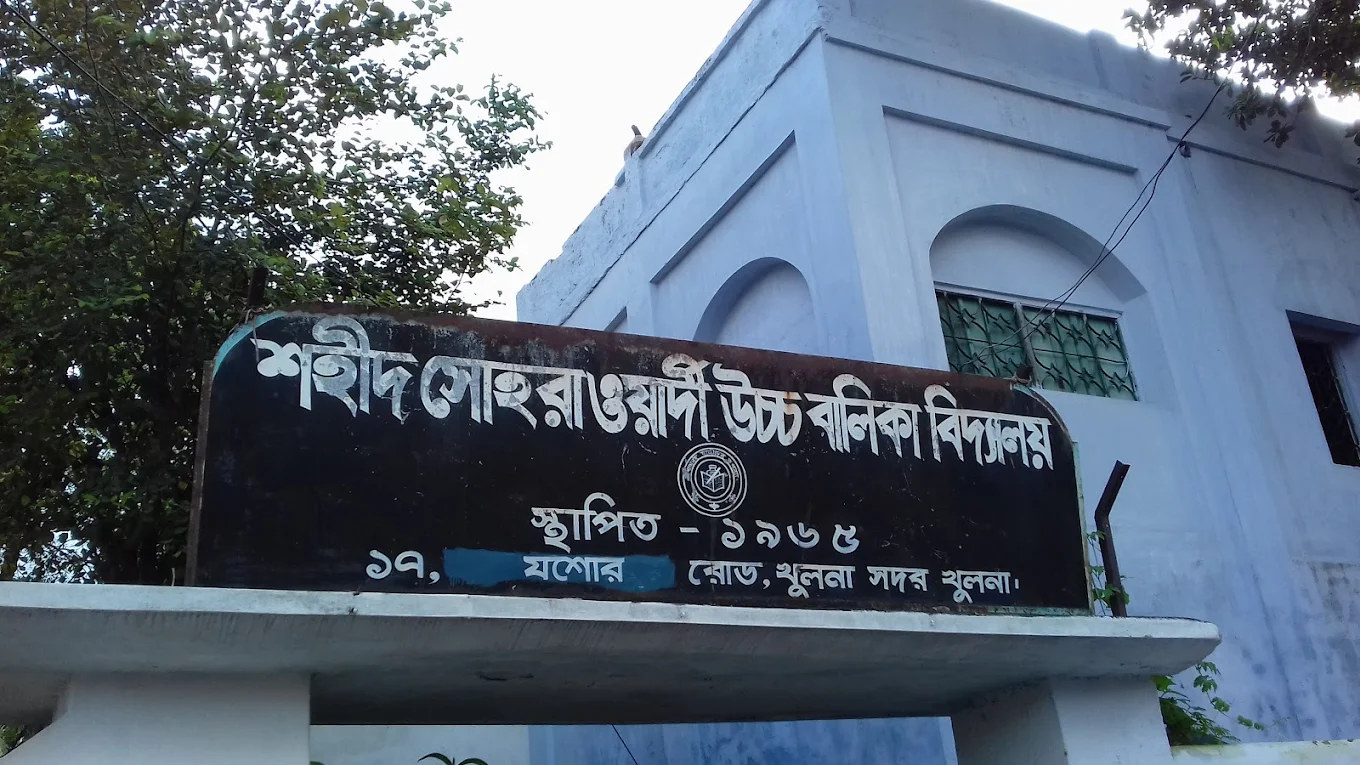 শহীদ সোহরাওয়ার্দী উচ্চ বালিকা বিদ্যালয়
স্থাপিত - ১৯৬৫
১৭, যশোর রোড, খুলনা সদর খুলনা।